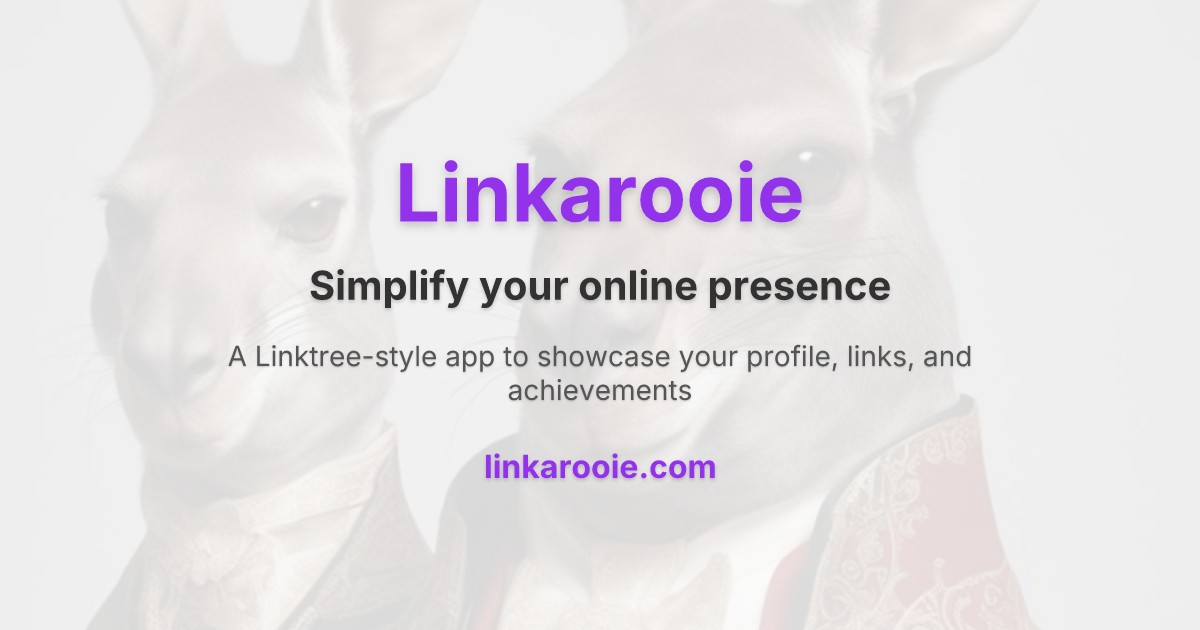 Linkarooie
Simplify your online presence
A Linktree-style app to showcase your profile, links, and
achievements
linkarooie.com